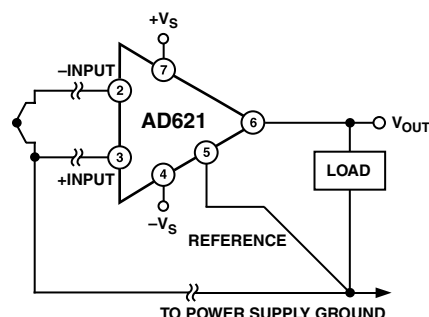 +VS
–INPUT
7
2
AD621
6
VOUT
3
5
+INPUT
4
LOAD
–VS
REFERENCE
TO POWER SUPPLY GROUND